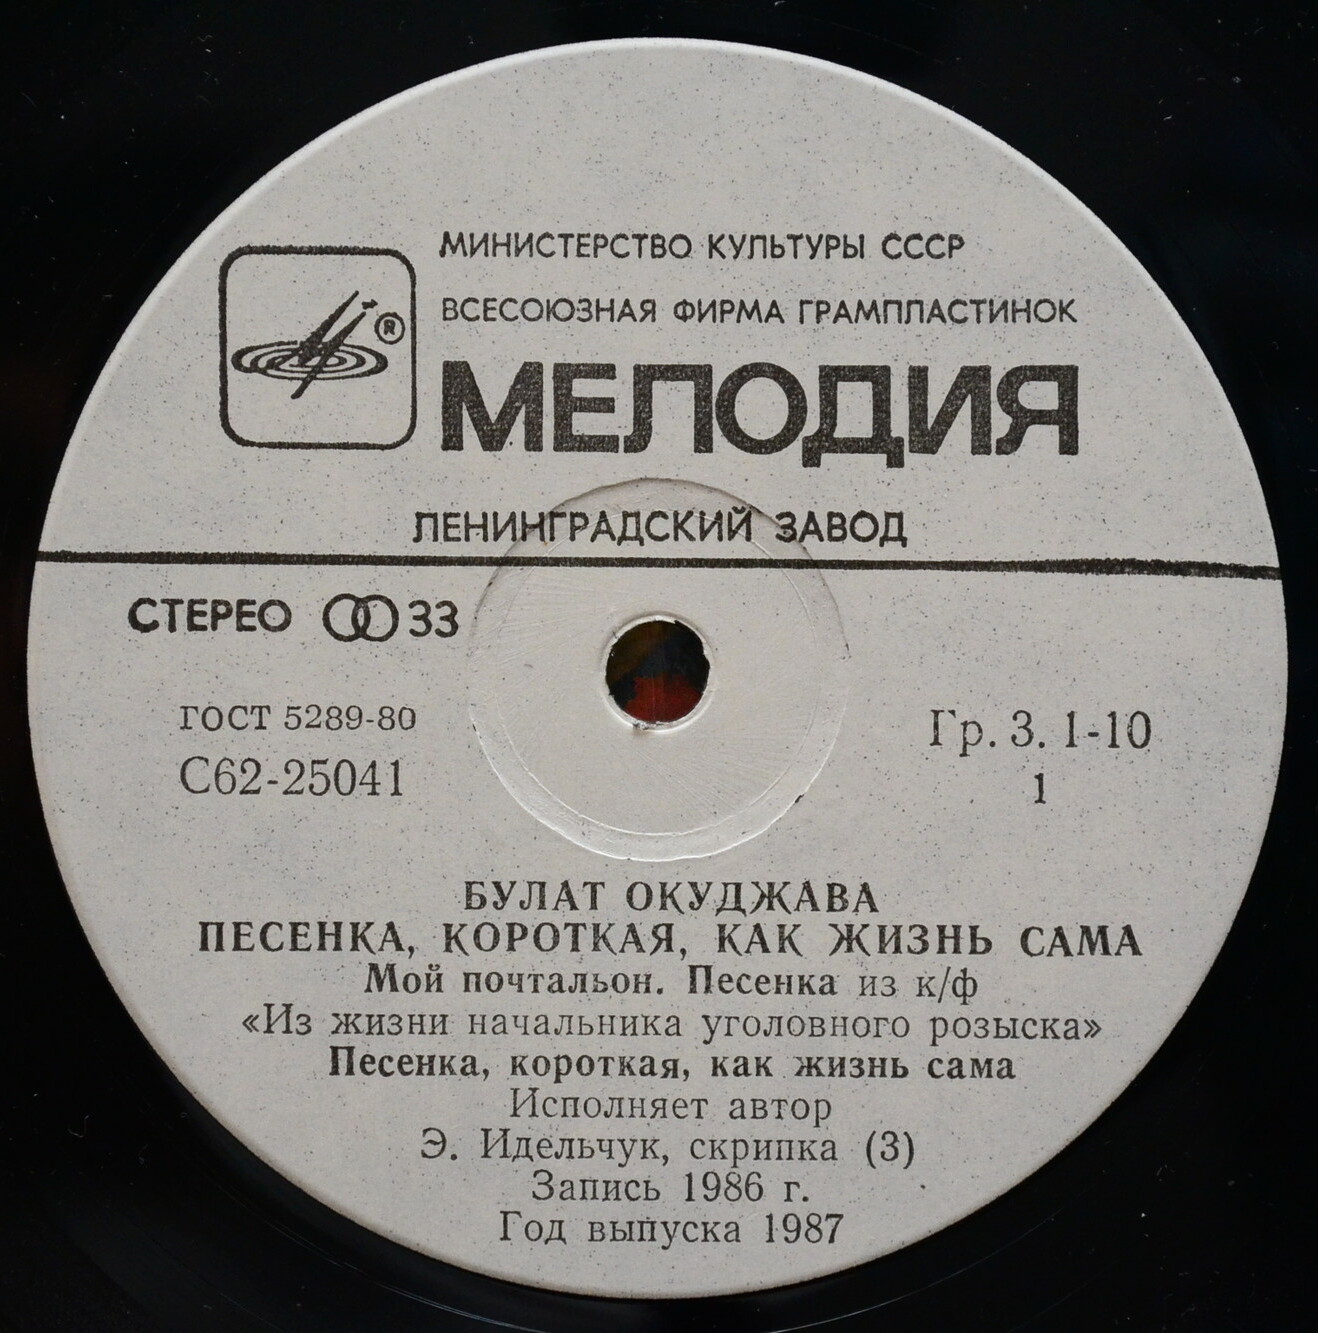 МИНИСТЕРСТВО КУЛЬТУРЫ СССР
ВСЕСОЮЗНАЯ ФИРМА ГРАМПЛАСТИНОК
®
МЕЛОДИЯ
ЛЕНИНГРАДСКИЙ ЗАВОД
СТЕРЕО 33
ГОСТ 5289-80
С62-25041
Гр. 3. 1-10
1
БУЛАТ ОКУДЖАВА
ПЕСЕНКА, КОРОТКАЯ, КАК ЖИЗНЬ САМА
Мой почтальон. Песенка из к/ф
«Из жизни начальника уголовного розыска»
Песенка, короткая, как жизнь сама
Исполняет автор
Э. Идельчук, скрипка (3)
Запись 1986 г.
Год выпуска 1987